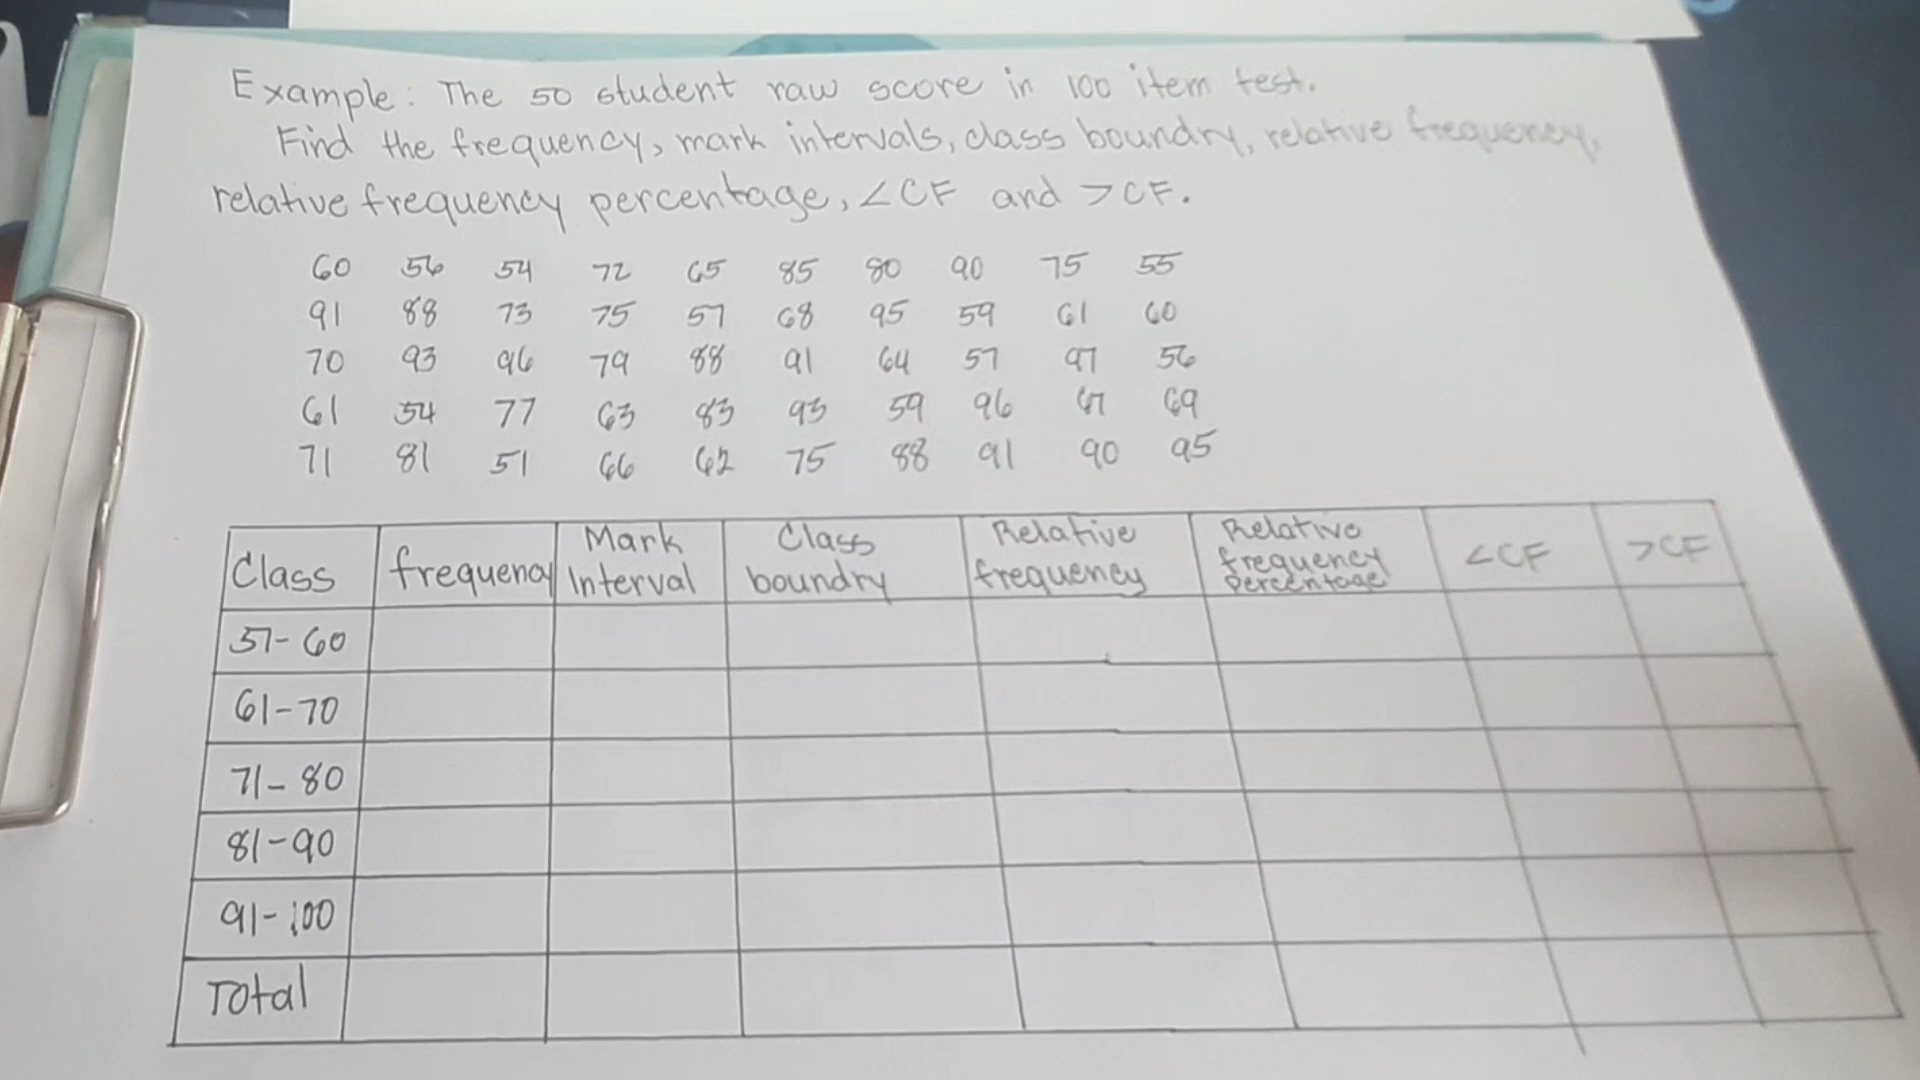 Example: The 50 student raw score in 100 item test.
Find the frequency, mark intervals, class boundry, relative frequency,
relative frequency percentage, <CF and >CF.
60 56 54 72 65 85 80 90 75 55
91 88 73 75 57 68 95 59 61 60
70 93 96 79 88 91 64 57 97 56
61 54 77 63 83 93 59 96 67 69
71 81 51 66 62 75 88 91 90 95
Class frequency Mark Interval Class boundry Relative frequency Relative frequency percentage <CF >CF
51-60
61-70
71-80
81-90
91-100
Total